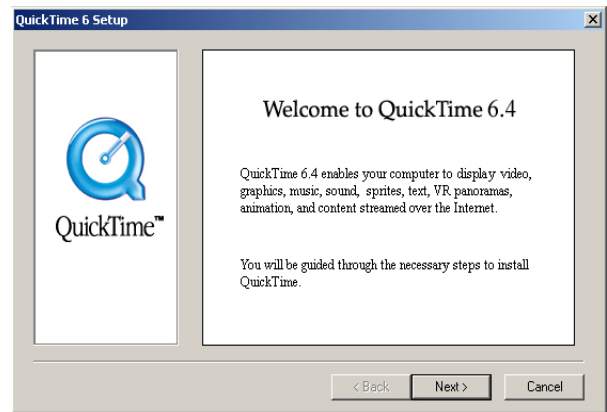 QuickTime 6 Setup
QuickTime™
Welcome to QuickTime 6.4
QuickTime 6.4 enables your computer to display video,
graphics, music, sound, sprites, text, VR panoramas,
animation, and content streamed over the Internet.
You will be guided through the necessary steps to install
QuickTime.
< Back
Next >
Cancel